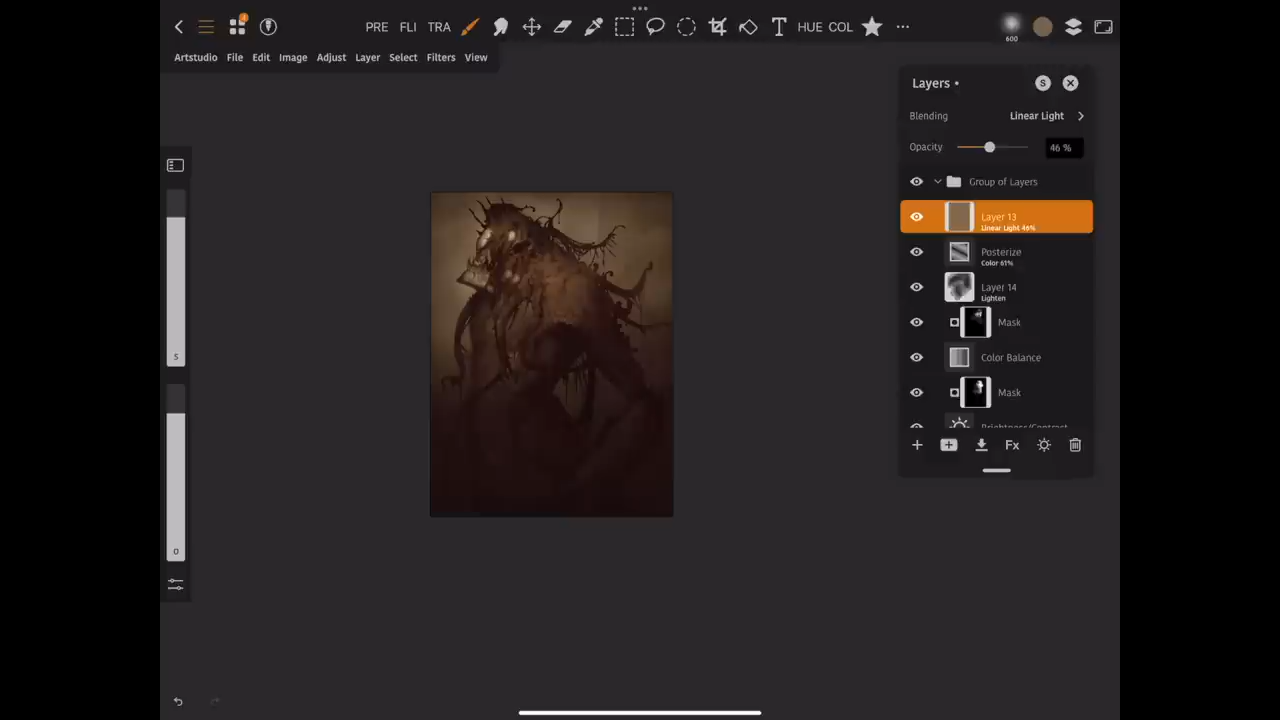 PRE FLI TRA T HUE COL 600
Artstudio File Edit Image Adjust Layer Select Filters View
Layers • S
Blending Linear Light
Opacity 46 %
Group of Layers
Layer 13
Linear Light 46%
Posterize
Color 61%
Layer 14
Lighten
Mask
Color Balance
Mask
Brightness/Contrast
Fx
S
O